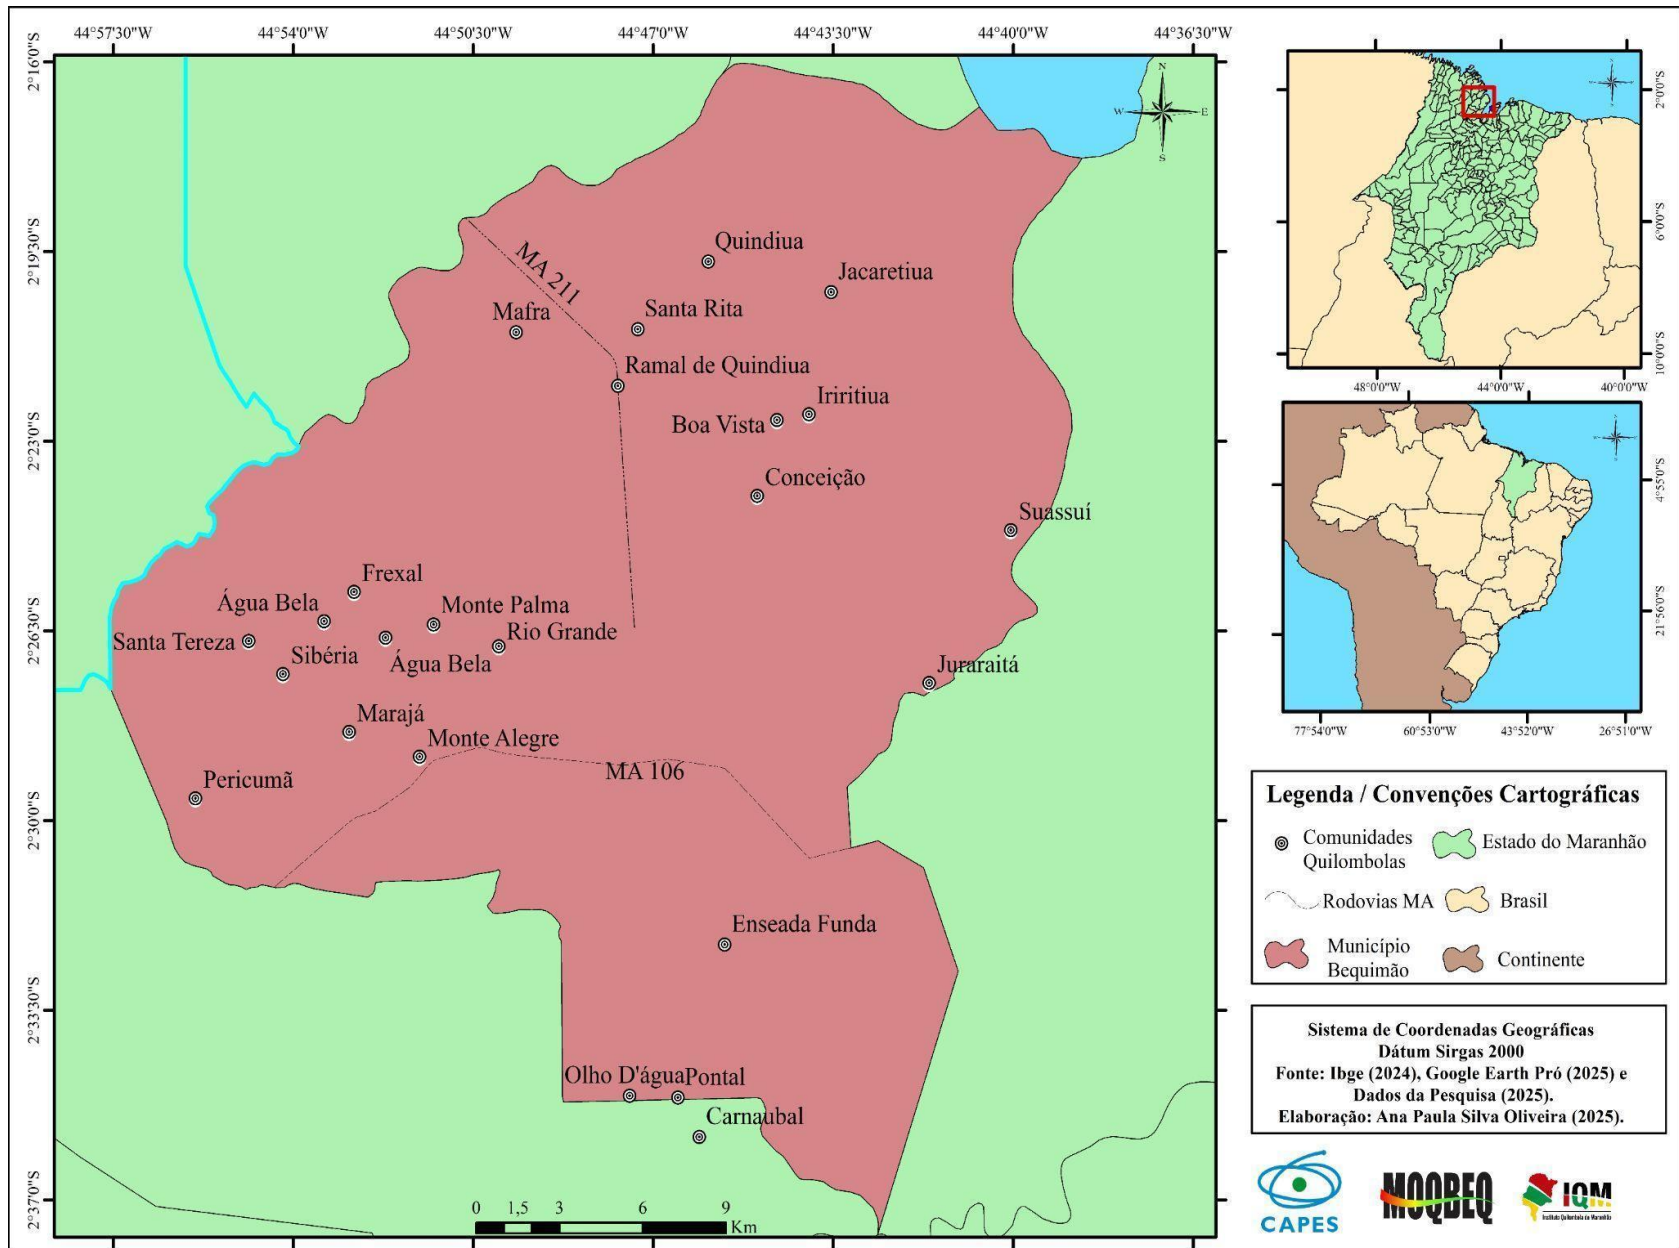 44°57'30"W 44°54'0"W 44°50'30"W 44°47'0"W 44°43'30"W 44°40'0"W 44°36'30"W
2°16'0"S
2°19'30"S
2°23'0"S
2°26'30"S
2°30'0"S
2°33'30"S
2°37'0"S
N
W E
S
Quindiua
MA 211
Jacaretiua
Mafra
Santa Rita
Ramal de Quindiua
Iriritiua
Boa Vista
Conceição
Suassuí
Frexal
Água Bela
Monte Palma
Santa Tereza
Rio Grande
Sibéria
Água Bela
Juraraitá
Marajá
Monte Alegre
MA 106
Pericumã
Enseada Funda
Olho D'água
Pontal
Carnaubal
0 1,5 3 6 9
Km
2°0'0"S
6°0'0"S
10°0'0"S
48°0'0"W 44°0'0"W 40°0'0"W
4°55'0"S
21°56'0"S
77°54'0"W 60°53'0"W 43°52'0"W 26°51'0"W
Legenda / Convenções Cartográficas
Comunidades
Quilombolas
Estado do Maranhão
Rodovias MA
Brasil
Município
Bequimão
Continente
Sistema de Coordenadas Geográficas
Dátum Sirgas 2000
Fonte: Ibge (2024), Google Earth Pró (2025) e
Dados da Pesquisa (2025).
Elaboração: Ana Paula Silva Oliveira (2025).
CAPES
MOQBEQ
IQM
Instituto Quilombola do Maranhão